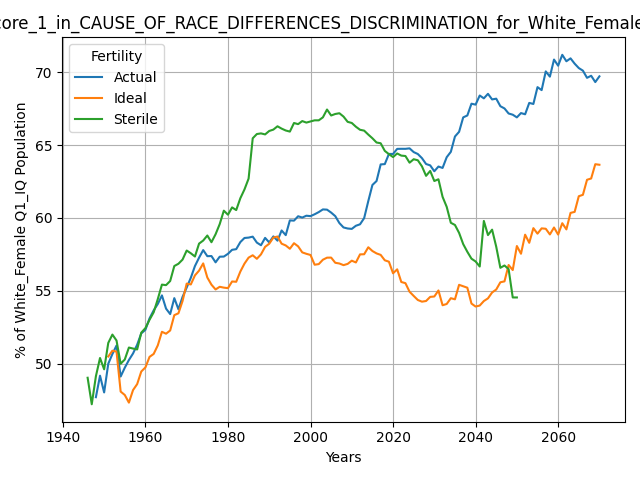 core_1_in_CAUSE_OF_RACE_DIFFERENCES_DISCRIMINATION_for_White_Female
Fertility
Actual
Ideal
Sterile
% of White_Female Q1_IQ Population
70
65
60
55
50
1940 1960 1980 2000 2020 2040 2060
Years